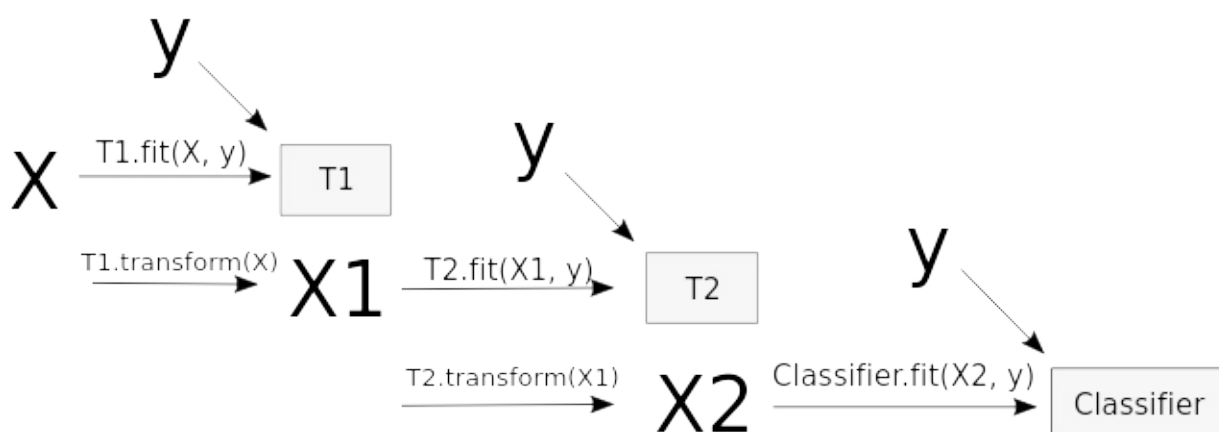 y
X
T1.fit(X, y)
T1
y
T1.transform(X)
X1
T2.fit(X1, y)
T2
y
T2.transform(X1)
X2
Classifier.fit(X2, y)
Classifier